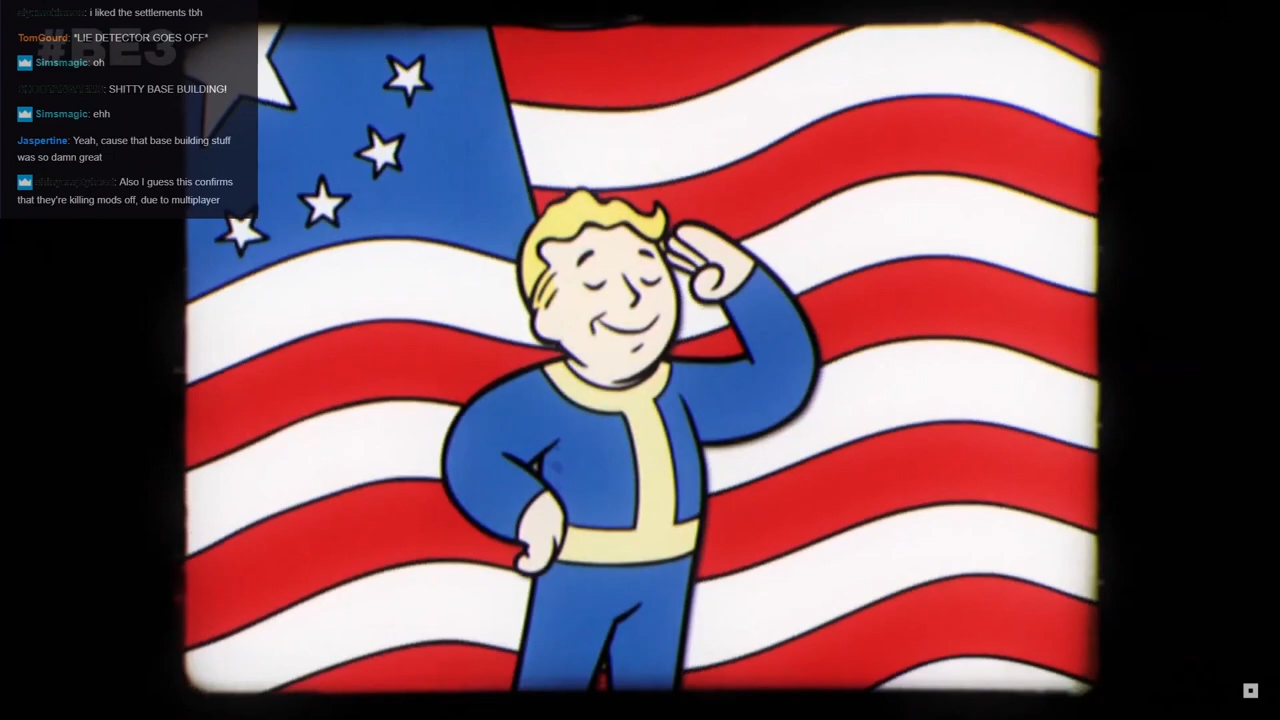 : i liked the settlements tbh
TomGourd: *LIE DETECTOR GOES OFF*
#BE3
Simsmagic: oh
: SHITTY BASE BUILDING!
Simsmagic: ehh
Jaspertine: Yeah, cause that base building stuff
was so damn great
: Also I guess this confirms
that they're killing mods off, due to multiplayer